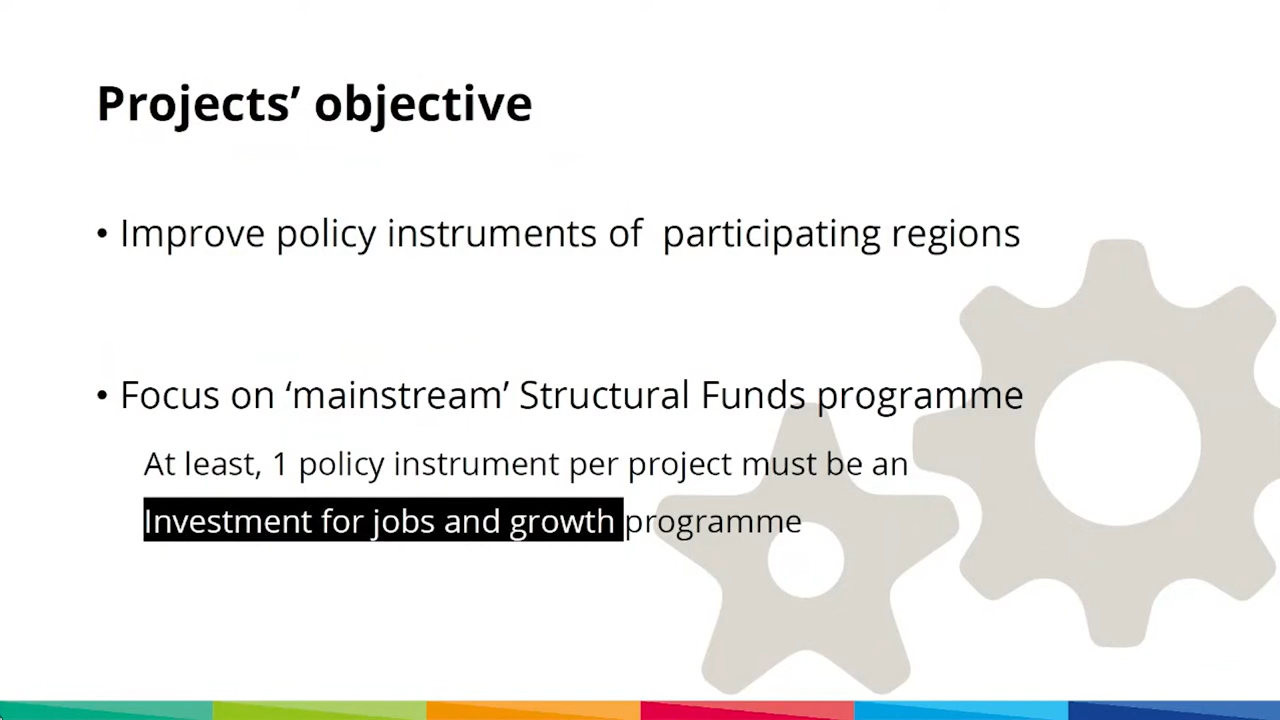 Projects’ objective
• Improve policy instruments of participating regions
• Focus on ‘mainstream’ Structural Funds programme
At least, 1 policy instrument per project must be an
Investment for jobs and growth programme